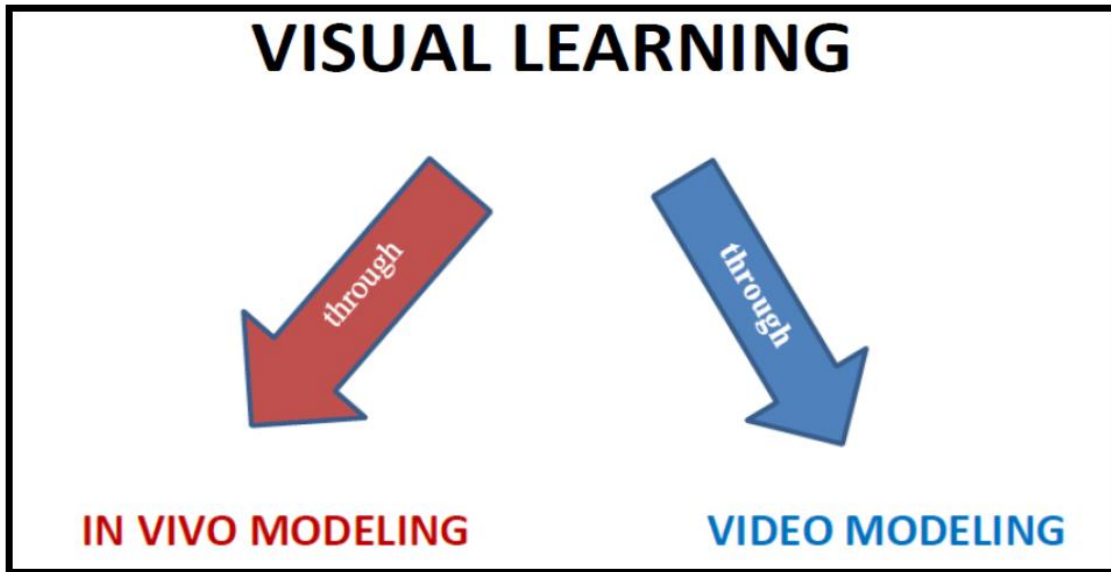 VISUAL LEARNING
through
through
IN VIVO MODELING
VIDEO MODELING